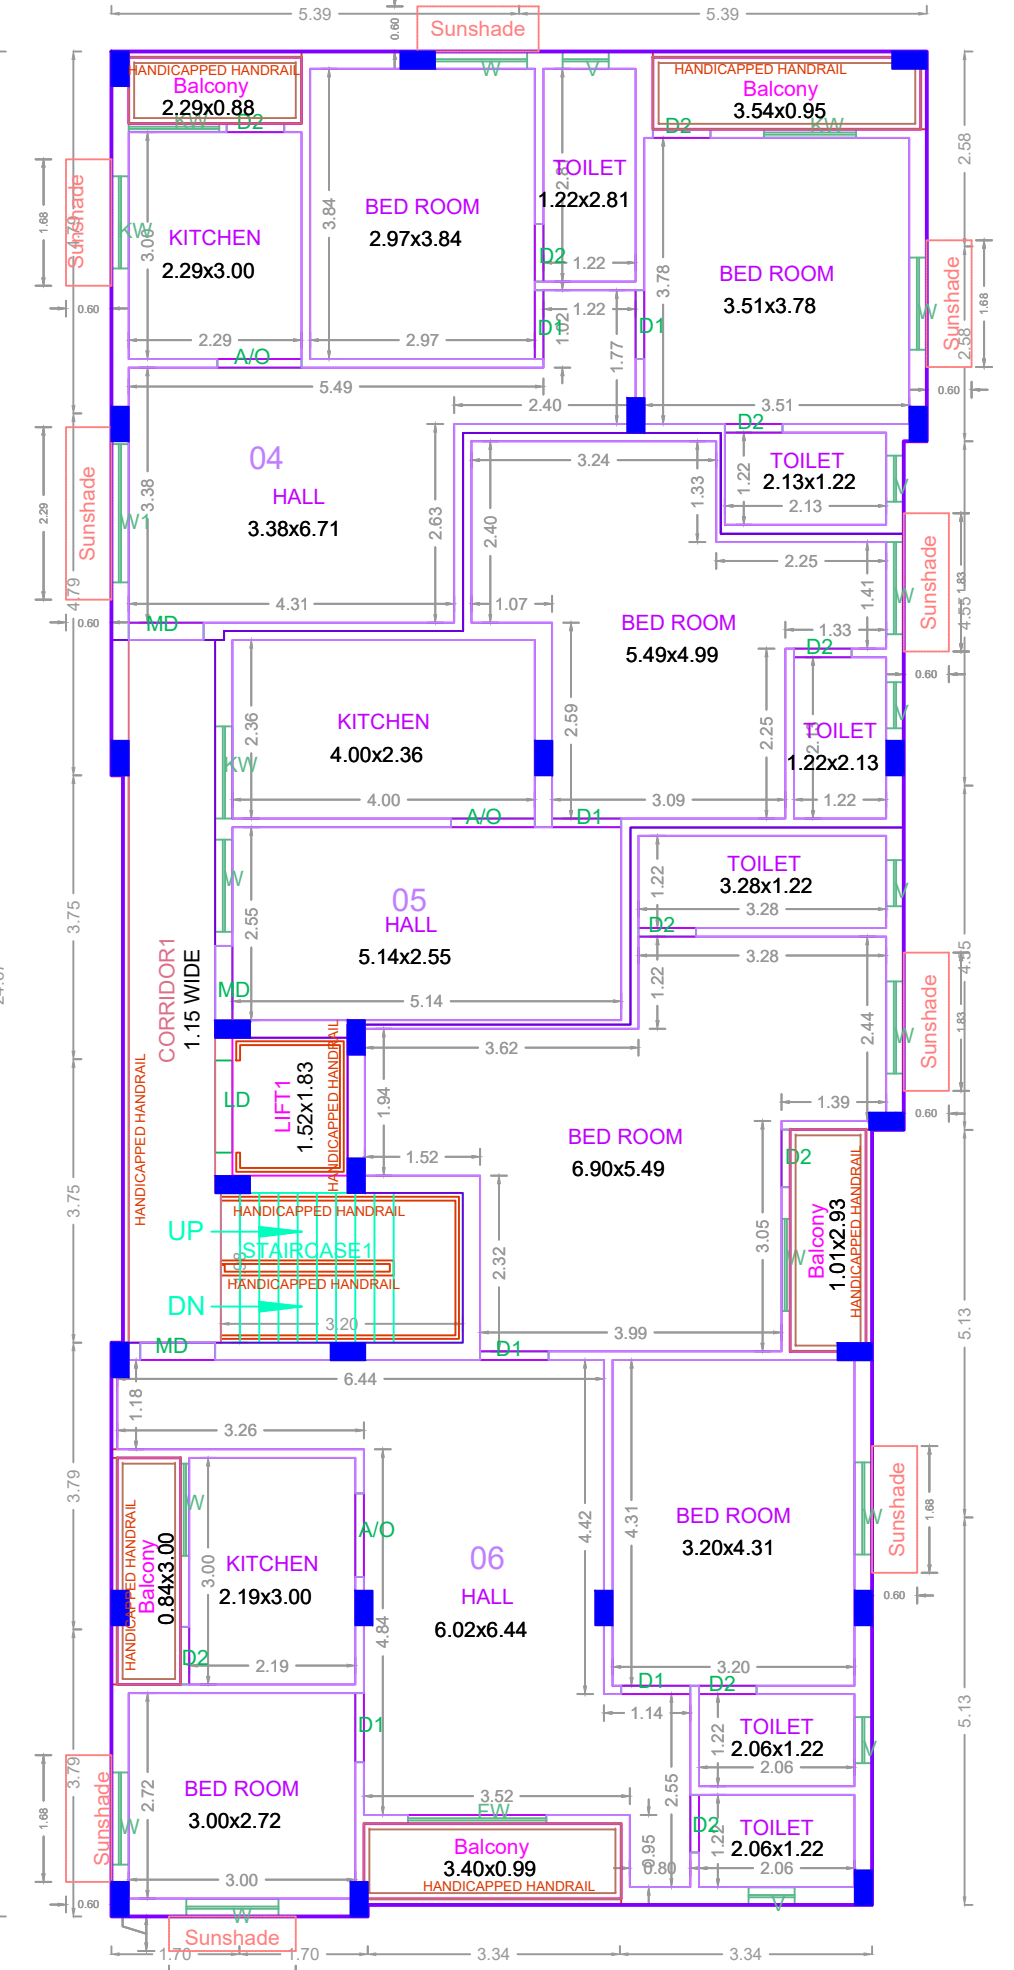 5.39
5.39
0.60
Sunshade
W
V
HANDICAPPED HANDRAIL
Balcony
2.29x0.88
KW
D2
HANDICAPPED HANDRAIL
Balcony
3.54x0.95
D2
KW
2.58
Sunshade
1.68
4.79
KW
3.00
KITCHEN
2.29x3.00
3.84
BED ROOM
2.97x3.84
TOILET
1.22x2.81
D2
1.22
3.78
BED ROOM
3.51x3.78
W
Sunshade
1.68
2.58
0.60
1.22
D1
1.02
D1
1.77
2.29
2.97
A/O
5.49
2.40
3.51
0.60
D2
04
HALL
3.38x6.71
3.38
2.63
2.40
3.24
1.33
1.22
TOILET
2.13x1.22
2.13
V
Sunshade
2.29
W1
4.79
2.25
1.41
W
Sunshade
1.83
4.55
4.31
1.07
0.60
MD
BED ROOM
5.49x4.99
1.33
D2
0.60
2.36
KITCHEN
4.00x2.36
KW
2.59
2.25
TOILET
1.22x2.13
V
4.00
3.09
1.22
A/O
D1
TOILET
3.28x1.22
1.22
3.28
V
W
05
HALL
5.14x2.55
2.55
3.75
D2
3.28
1.22
CORRIDOR1
1.15 WIDE
MD
5.14
2.44
W
Sunshade
1.83
4.55
3.62
HANDICAPPED HANDRAIL
LD
LIFT1
1.52x1.83
HANDICAPPED HANDRAIL
1.94
1.39
0.60
BED ROOM
6.90x5.49
1.52
D2
3.75
HANDICAPPED HANDRAIL
UP
STAIRCASE1
HANDICAPPED HANDRAIL
DN
3.20
2.32
3.05
W
Balcony
1.01x2.93
HANDICAPPED HANDRAIL
3.99
5.13
MD
D1
6.44
1.18
3.26
W
HANDICAPPED HANDRAIL
Balcony
0.84x3.00
3.00
KITCHEN
2.19x3.00
A/O
3.79
06
HALL
6.02x6.44
4.42
4.31
BED ROOM
3.20x4.31
W
Sunshade
1.68
0.60
4.84
D2
2.19
3.20
D1
D2
1.14
D1
TOILET
2.06x1.22
1.22
2.06
V
5.13
2.72
BED ROOM
3.00x2.72
W
Sunshade
1.68
3.79
3.52
2.55
FW
Balcony
3.40x0.99
HANDICAPPED HANDRAIL
0.95
0.80
D2
1.22
TOILET
2.06x1.22
2.06
3.00
0.60
W
V
Sunshade
1.70
1.70
3.34
3.34